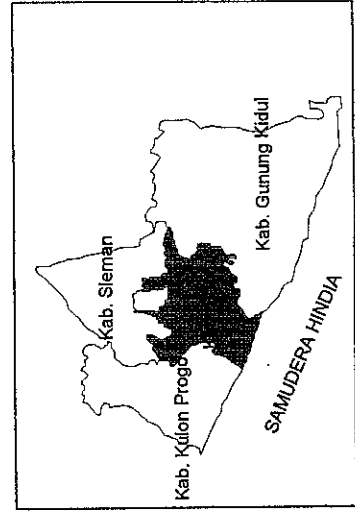 Kab. Sleman
Kab. Kulon Progo
Kab. Gunung Kidul
SAMUDERA HINDIA